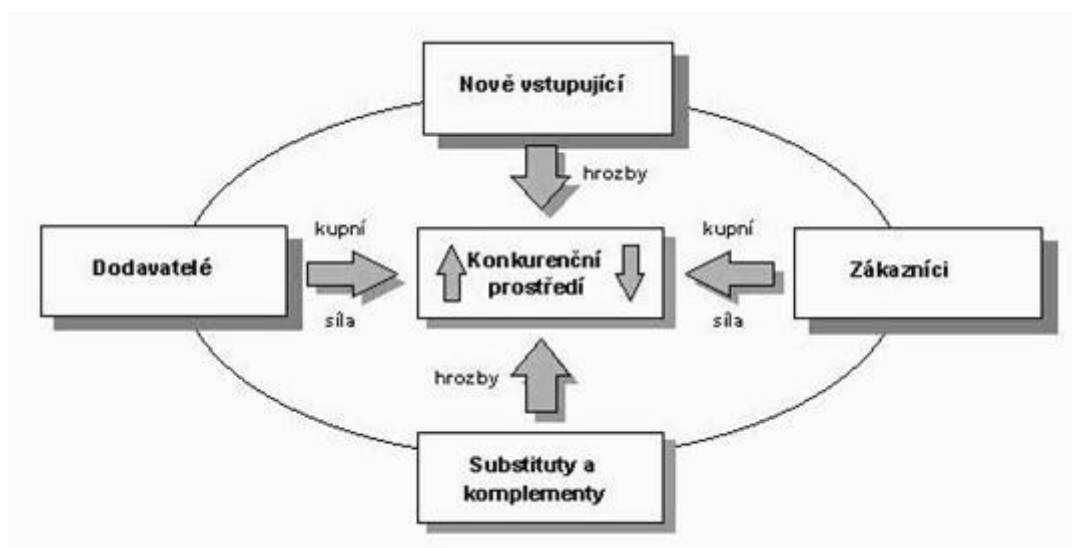 Nově vstupující
hrozby
kupní
kupní
Dodavatelé
Konkurenční
prostředí
Zákazníci
síla
síla
hrozby
Substituty a
komplementy